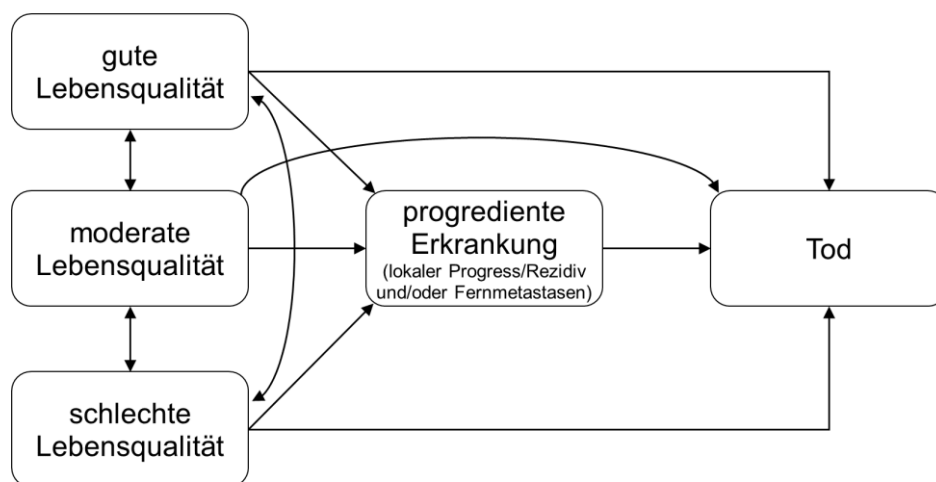 gute
Lebensqualität
moderate
Lebensqualität
schlechte
Lebensqualität
progrediente
Erkrankung
(lokaler Progress/Rezidiv
und/oder Fernmetastasen)
Tod